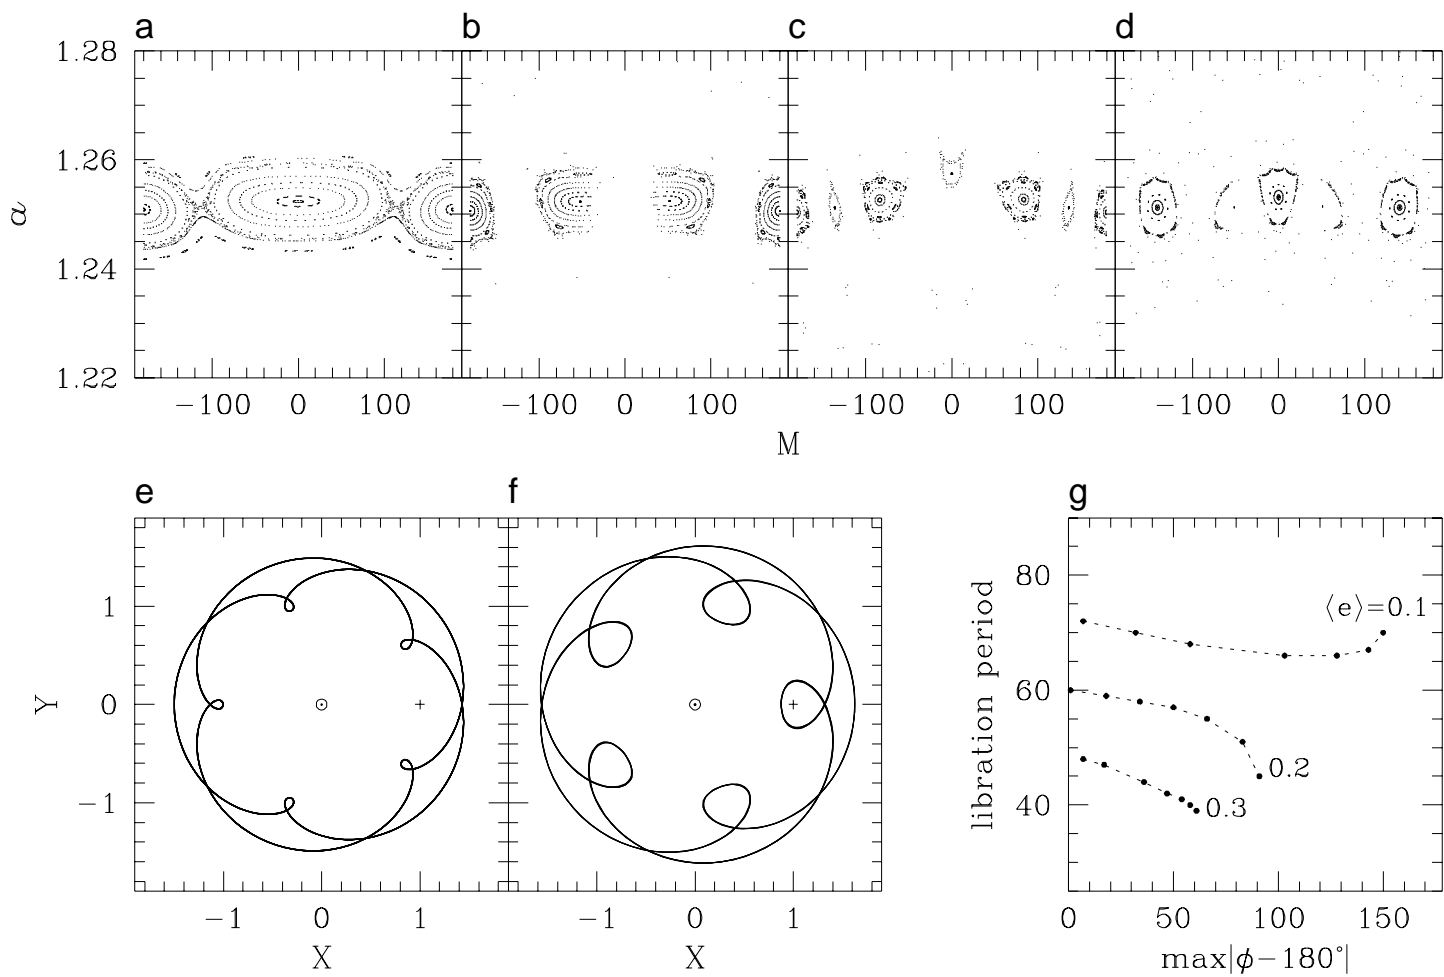 a b c d
1.28
1.26
1.24
1.22
a
−100 0 100 −100 0 100 −100 0 100 −100 0 100
M
e f g
1
0
−1
Y
−1 0 1 −1 0 1
X X
80
60
40
libration period
⟨e⟩=0.1
0.2
0.3
0 50 100 150
max|ϕ−180°|